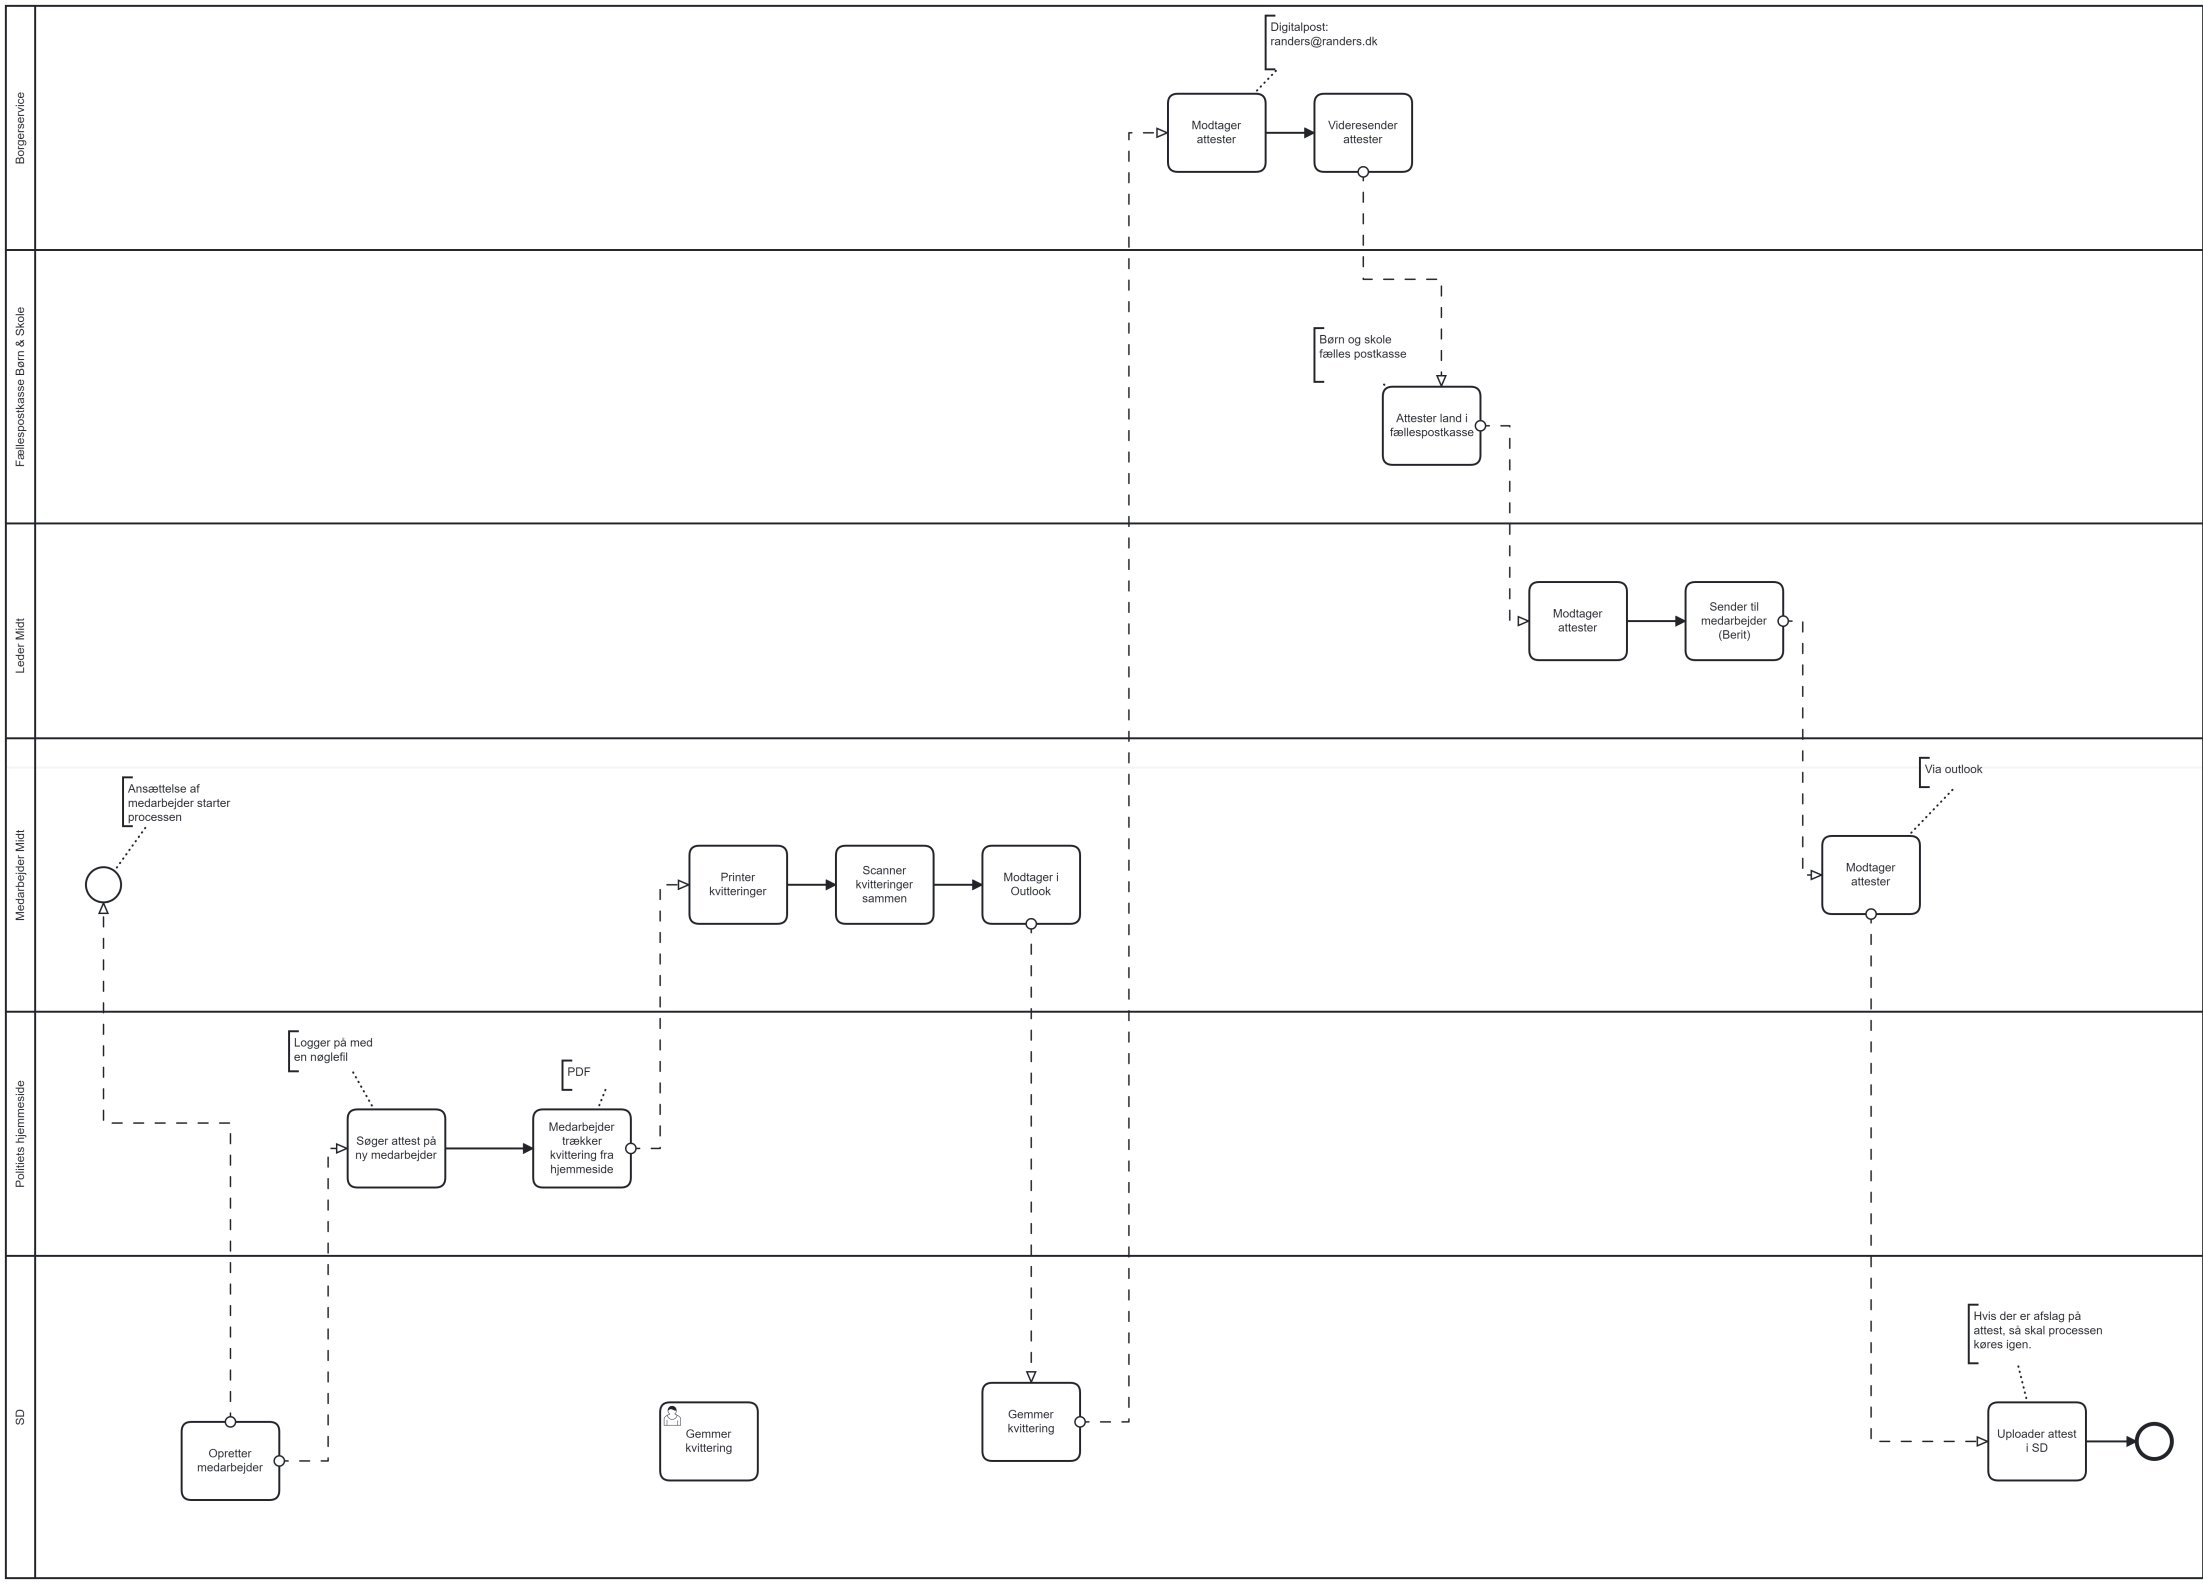 Borgerservice
Digitalpost:
randers@randers.dk
Modtager
attester
Videresender
attester
Fællespostkasse Børn & Skole
Børn og skole
fælles postkasse
Attester land i
fællespostkasse
Leder Midt
Modtager
attester
Sender til
medarbejder
(Berit)
Medarbejder Midt
Ansættelse af
medarbejder starter
processen
Printer
kvitteringer
Scanner
kvitteringer
sammen
Modtager i
Outlook
Via outlook
Modtager
attester
Politiets hjemmeside
Logger på med
en nøglefil
Søger attest på
ny medarbejder
PDF
Medarbejder
trækker
kvittering fra
hjemmeside
SD
Opretter
medarbejder
Gemmer
kvittering
Gemmer
kvittering
Hvis der er afslag på
attest, så skal processen
køres igen.
Uploader attest
i SD